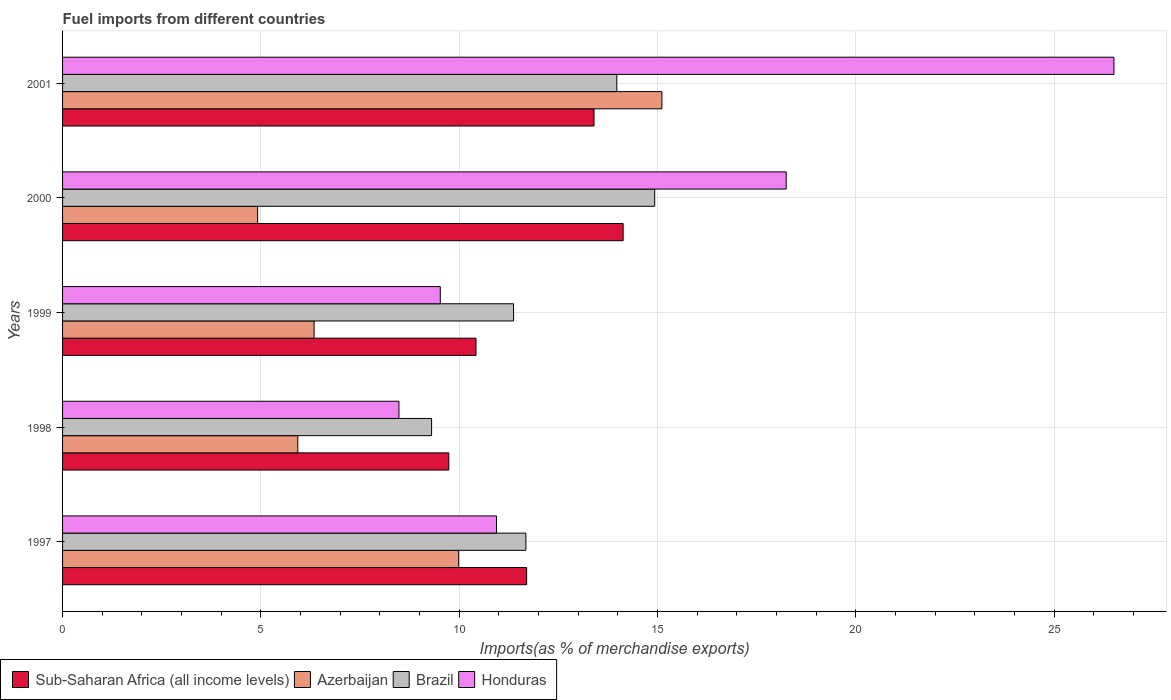 Fuel imports from different countries
2001
2000
1999
1998
1997
Years
0 5 10 15 20 25
Imports(as % of merchandise exports)
Sub-Saharan Africa (all income levels) Azerbaijan Brazil Honduras